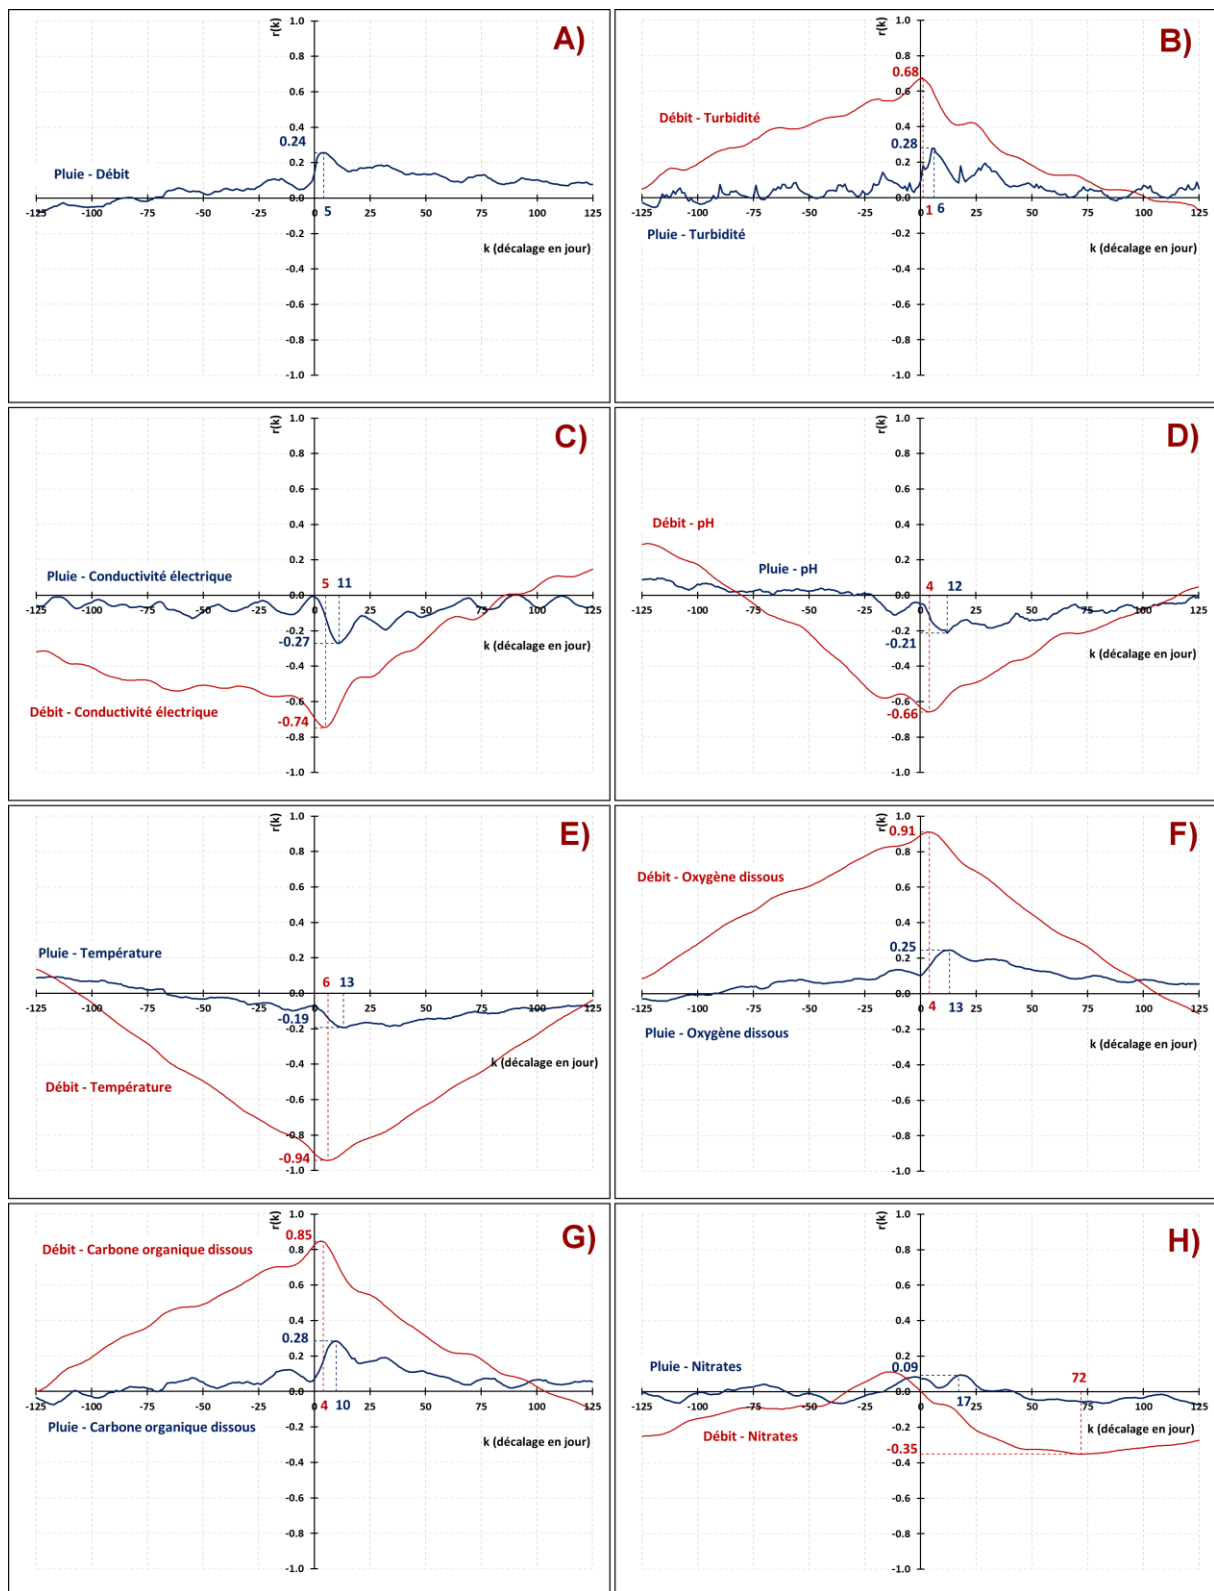 A)
r(k)
1.0
0.8
0.6
0.4
0.24
0.2
Pluie - Débit
0.0
-125 -100 -75 -50 -25 0 5 25 50 75 100 125
-0.2
k (décalage en jour)
-0.4
-0.6
-0.8
-1.0
B)
r(k)
1.0
0.8
0.68
0.6
Débit - Turbidité
0.4
0.28
0.2
0.0
-125 -100 -75 -50 -25 0 1 6 25 50 75 100 125
Pluie - Turbidité
-0.2
k (décalage en jour)
-0.4
-0.6
-0.8
-1.0
C)
r(k)
1.0
0.8
0.6
0.4
0.2
Pluie - Conductivité électrique
5 11
0.0
-125 -100 -75 -50 -25 0 25 50 75 100 125
-0.2
-0.27
k (décalage en jour)
-0.4
-0.6
Débit - Conductivité électrique
-0.74
-0.8
-1.0
D)
r(k)
1.0
0.8
0.6
0.4
Débit - pH
0.2
Pluie - pH
4 12
0.0
-125 -100 -75 -50 -25 0 25 50 75 100 125
-0.2
-0.21
k (décalage en jour)
-0.4
-0.6
-0.66
-0.8
-1.0
E)
r(k)
1.0
0.8
0.6
0.4
0.2
Pluie - Température
6 13
0.0
-125 -100 -75 -50 -25 0 25 50 75 100 125
-0.19
-0.2
k (décalage en jour)
-0.4
Débit - Température
-0.6
-0.8
-0.94
-1.0
F)
r(k)
1.0
0.91
0.8
Débit - Oxygène dissous
0.6
0.4
0.25
0.2
0.0
-125 -100 -75 -50 -25 0 4 13 25 50 75 100 125
Pluie - Oxygène dissous
-0.2
k (décalage en jour)
-0.4
-0.6
-0.8
-1.0
G)
r(k)
1.0
0.85
0.8
Débit - Carbone organique dissous
0.6
0.4
0.28
0.2
0.0
-125 -100 -75 -50 -25 0 4 10 25 50 75 100 125
Pluie - Carbone organique dissous
-0.2
k (décalage en jour)
-0.4
-0.6
-0.8
-1.0
H)
r(k)
1.0
0.8
0.6
0.4
0.2
Pluie - Nitrates
0.09
72
0.0
-125 -100 -75 -50 -25 0 17 25 50 75 100 125
-0.2
Débit - Nitrates
k (décalage en jour)
-0.35
-0.4
-0.6
-0.8
-1.0